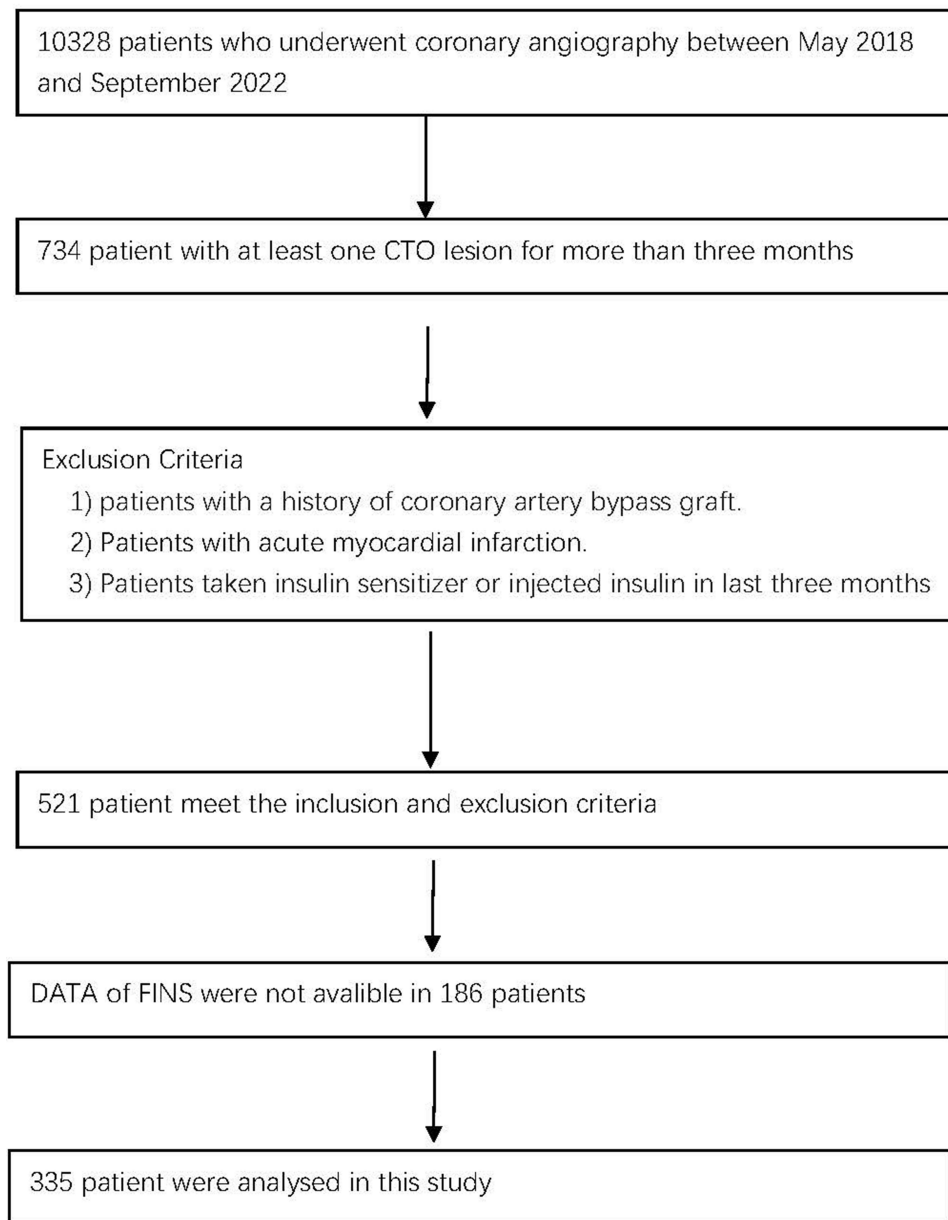 10328 patients who underwent coronary angiography between May 2018
and September 2022
734 patient with at least one CTO lesion for more than three months
Exclusion Criteria
1) patients with a history of coronary artery bypass graft.
2) Patients with acute myocardial infarction.
3) Patients taken insulin sensitizer or injected insulin in last three months
521 patient meet the inclusion and exclusion criteria
DATA of FINS were not avalible in 186 patients
335 patient were analysed in this study